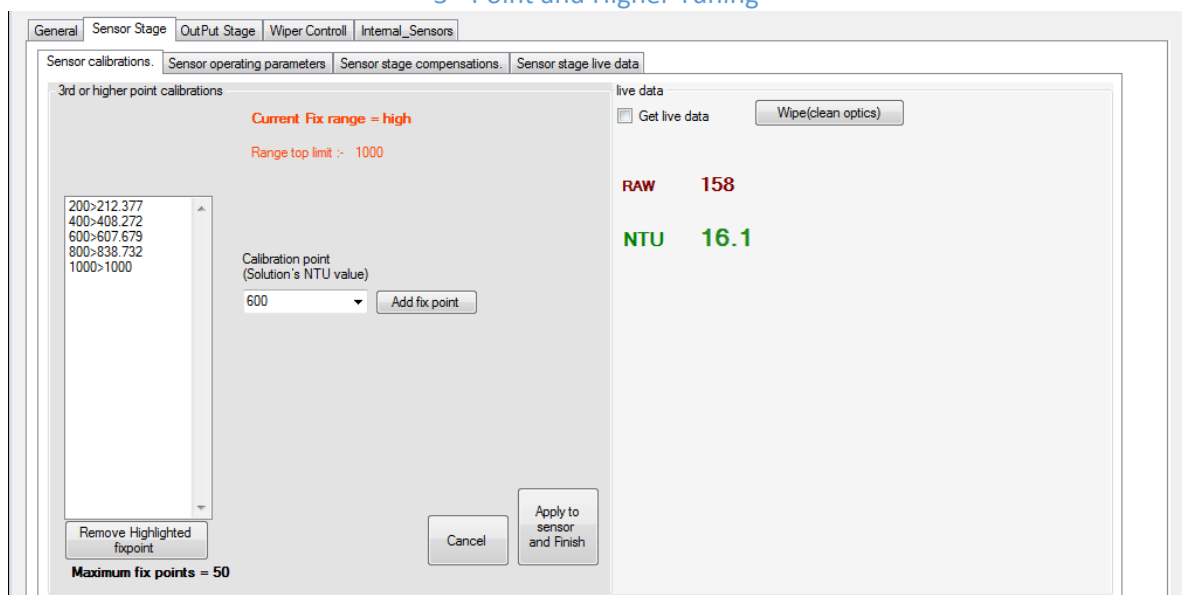 Point and Higher Tuning
General Sensor Stage OutPut Stage Wiper Controll Internal_Sensors
Sensor calibrations. Sensor operating parameters Sensor stage compensations. Sensor stage live data
3rd or higher point calibrations
Current Fix range = high
Range top limit :- 1000
200>212.377
400>408.272
600>607.679
800>838.732
1000>1000
Calibration point
(Solution's NTU value)
600
Add fix point
Remove Highlighted
fixpoint
Maximum fix points = 50
Cancel
Apply to
sensor
and Finish
live data
Get live data
Wipe(clean optics)
RAW 158
NTU 16.1